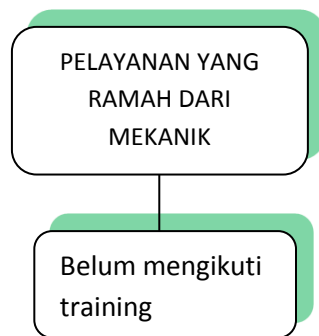 PELAYANAN YANG
RAMAH DARI
MEKANIK
Belum mengikuti
training